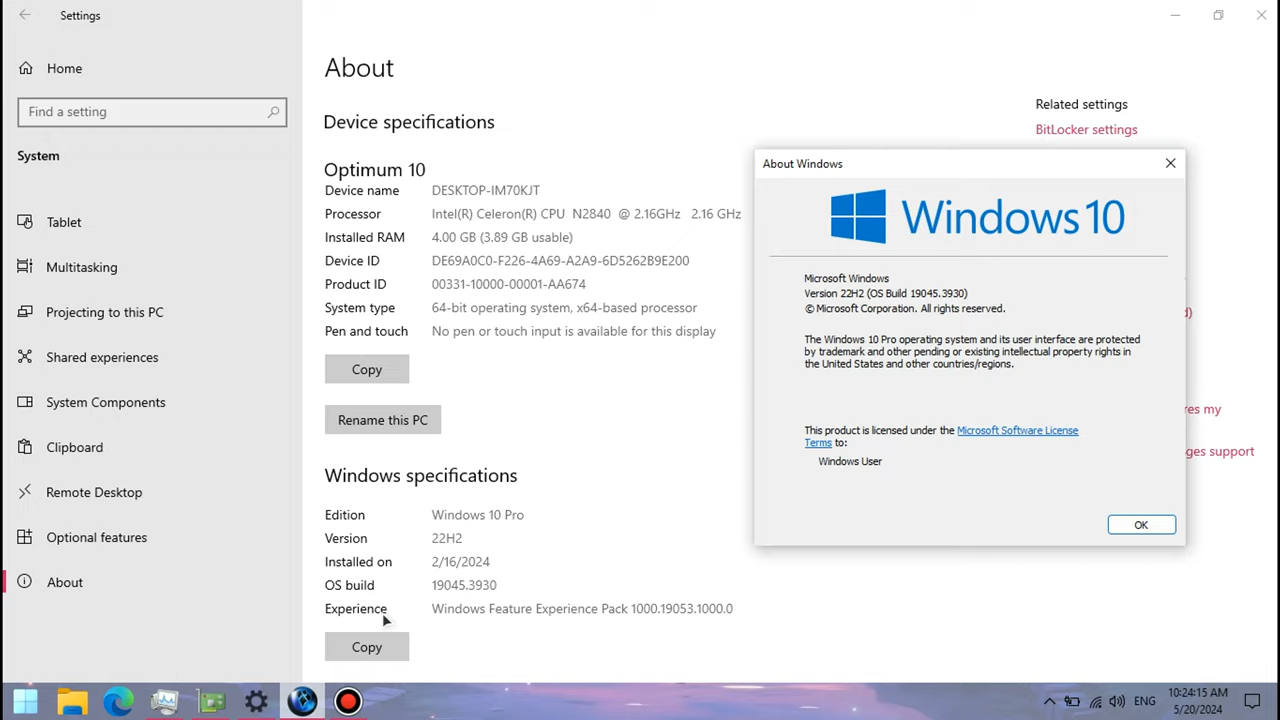 Settings
Home
Find a setting
System
Tablet
Multitasking
Projecting to this PC
Shared experiences
System Components
Clipboard
Remote Desktop
Optional features
About
About
Device specifications
Optimum 10
Device name DESKTOP-IM70KJT
Processor Intel(R) Celeron(R) CPU N2840 @ 2.16GHz 2.16 GHz
Installed RAM 4.00 GB (3.89 GB usable)
Device ID DE69A0C0-F226-4A69-A2A9-6D5262B9E200
Product ID 00331-10000-00001-AA674
System type 64-bit operating system, x64-based processor
Pen and touch No pen or touch input is available for this display
Copy
Rename this PC
Windows specifications
Edition Windows 10 Pro
Version 22H2
Installed on 2/16/2024
OS build 19045.3930
Experience Windows Feature Experience Pack 1000.19053.1000.0
Copy
Related settings
BitLocker settings
res my
ges support
About Windows
Windows 10
Microsoft Windows
Version 22H2 (OS Build 19045.3930)
© Microsoft Corporation. All rights reserved.
The Windows 10 Pro operating system and its user interface are protected
by trademark and other pending or existing intellectual property rights in
the United States and other countries/regions.
This product is licensed under the Microsoft Software License
Terms to:
Windows User
OK
ENG
10:24:15 AM
5/20/2024